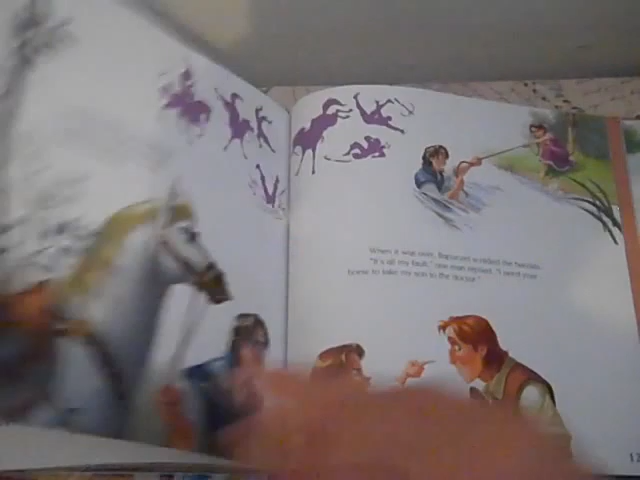 When it was over, Rapunzel scolded the bandits.
"It's all my fault," one man replied. "I need your
horse to take my son to the doctor."
12